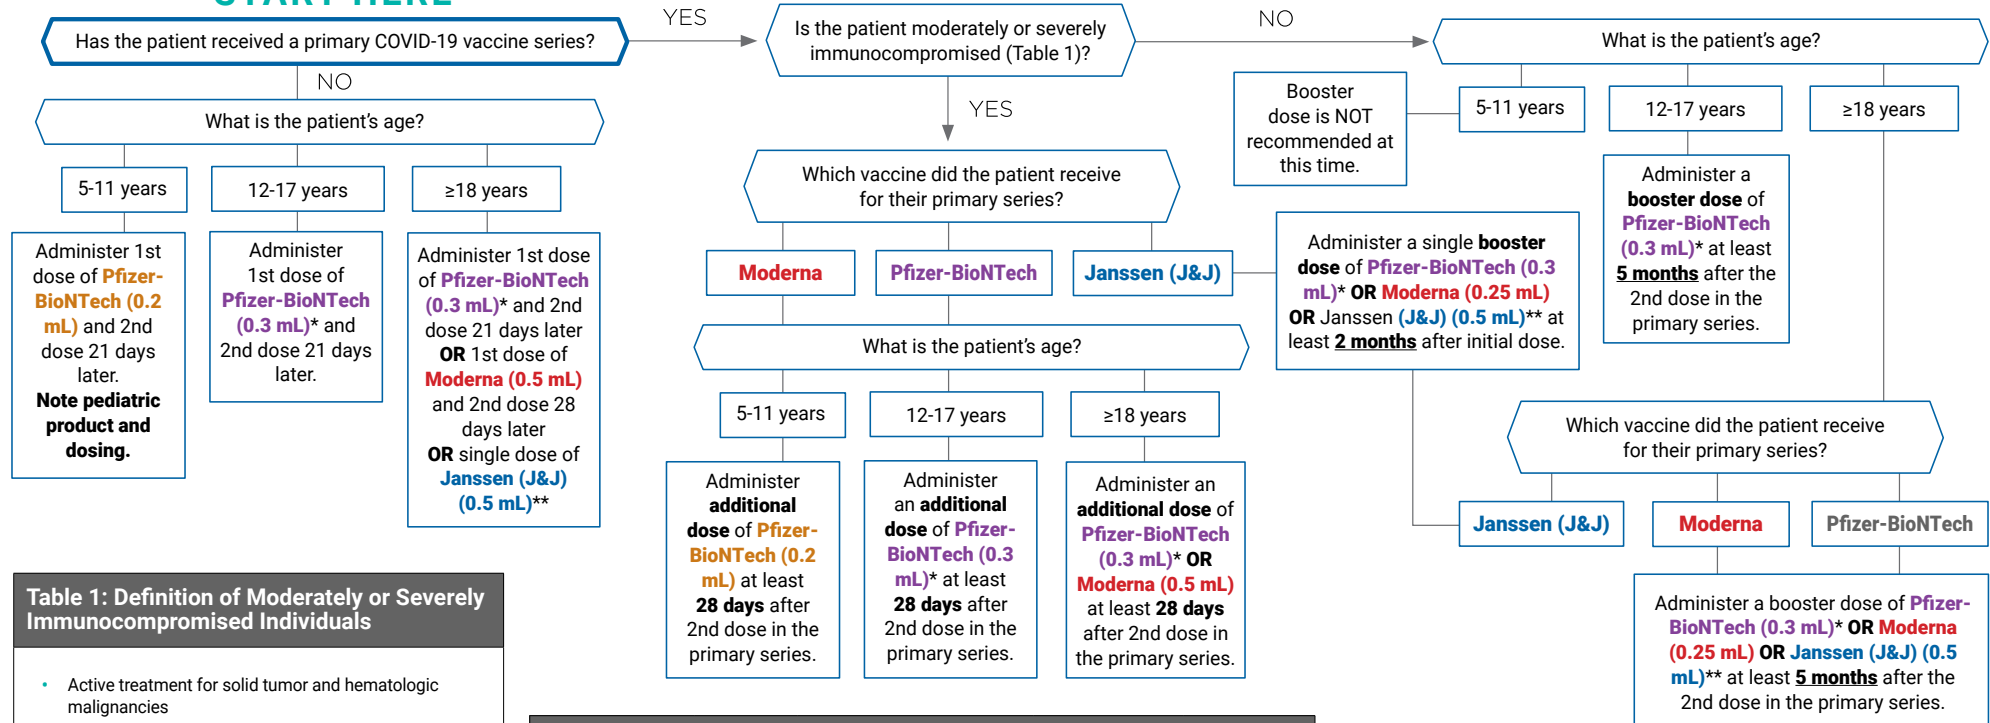 START HERE
Has the patient received a primary COVID-19 vaccine series?
YES
NO
What is the patient's age?
5-11 years
12-17 years
≥18 years
Administer 1st
dose of Pfizer-
BioNTech (0.2
mL) and 2nd
dose 21 days
later.
Note pediatric
product and
dosing.
Administer
1st dose of
Pfizer-BioNTech
(0.3 mL)* and
2nd dose 21 days
later.
Administer 1st dose
of Pfizer-BioNTech
(0.3 mL)* and 2nd
dose 21 days later
OR 1st dose of
Moderna (0.5 mL)
and 2nd dose 28
days later
OR single dose of
Janssen (J&J)
(0.5 mL)**
Is the patient moderately or severely
immunocompromised (Table 1)?
NO
YES
Which vaccine did the patient receive
for their primary series?
Moderna
Pfizer-BioNTech
Janssen (J&J)
What is the patient's age?
5-11 years
12-17 years
≥18 years
Administer
additional
dose of Pfizer-
BioNTech (0.2
mL) at least
28 days after
2nd dose in the
primary series.
Administer
an additional
dose of Pfizer-
BioNTech (0.3
mL)* at least
28 days after
2nd dose in the
primary series.
Administer an
additional dose of
Pfizer-BioNTech
(0.3 mL)* OR
Moderna (0.5 mL)
at least 28 days
after 2nd dose in
the primary series.
Administer a single booster
dose of Pfizer-BioNTech (0.3
mL)* OR Moderna (0.25 mL)
OR Janssen (J&J) (0.5 mL)** at
least 2 months after initial dose.
What is the patient's age?
5-11 years
12-17 years
≥18 years
Booster
dose is NOT
recommended at
this time.
Administer a
booster dose of
Pfizer-BioNTech
(0.3 mL)* at least
5 months after the
2nd dose in the
primary series.
Which vaccine did the patient receive
for their primary series?
Janssen (J&J)
Moderna
Pfizer-BioNTech
Administer a booster dose of Pfizer-
BioNTech (0.3 mL)* OR Moderna
(0.25 mL) OR Janssen (J&J) (0.5
mL)** at least 5 months after the
2nd dose in the primary series.
Table 1: Definition of Moderately or Severely
Immunocompromised Individuals
• Active treatment for solid tumor and hematologic
malignancies